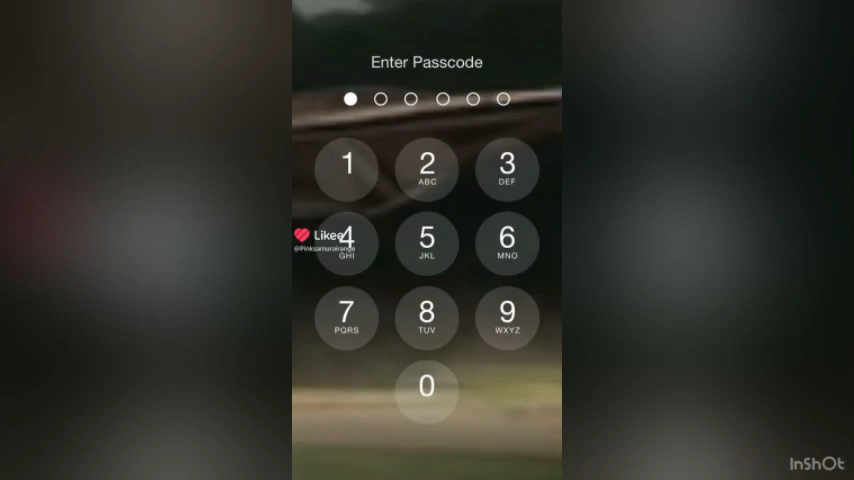 Enter Passcode
1
2
ABC
3
DEF
Likee
@Pinksamurairange
4
GHI
5
JKL
6
MNO
7
PQRS
8
TUV
9
WXYZ
0
InShOt